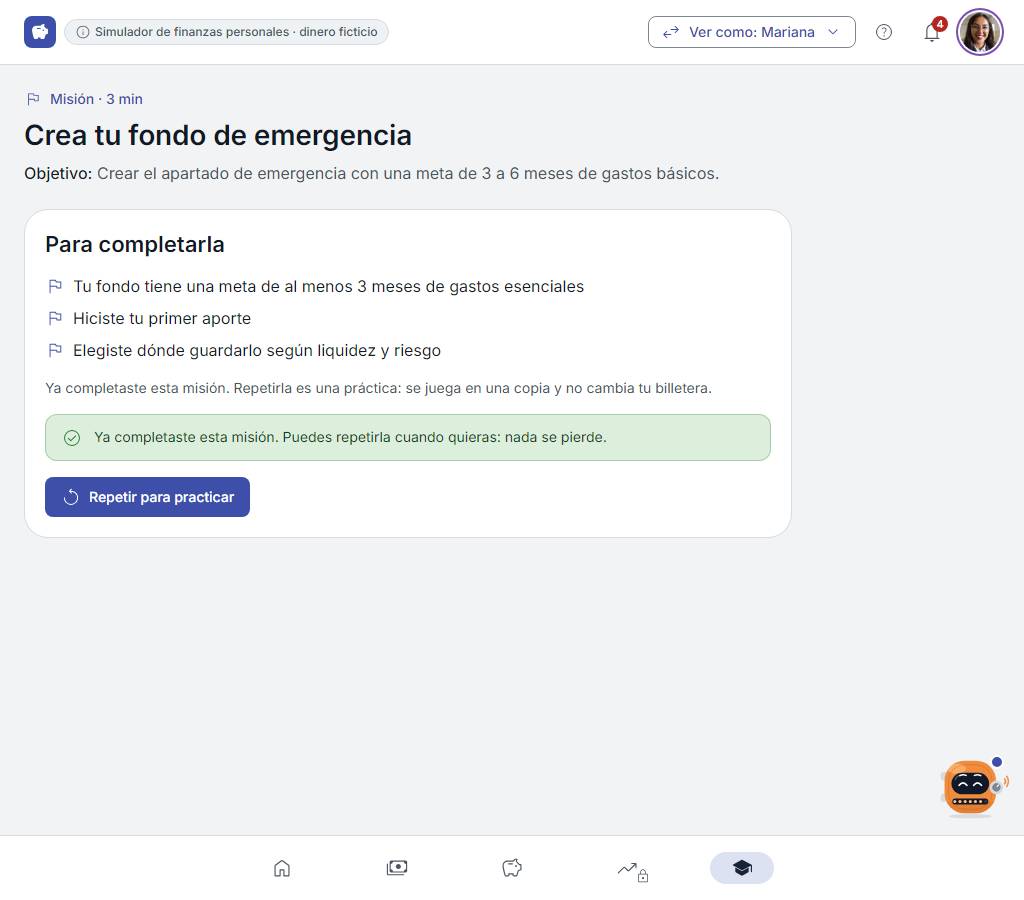 Simulador de finanzas personales · dinero ficticio
Ver como: Mariana
4
Misión · 3 min
Crea tu fondo de emergencia
Objetivo: Crear el apartado de emergencia con una meta de 3 a 6 meses de gastos básicos.
Para completarla
Tu fondo tiene una meta de al menos 3 meses de gastos esenciales
Hiciste tu primer aporte
Elegiste dónde guardarlo según liquidez y riesgo
Ya completaste esta misión. Repetirla es una práctica: se juega en una copia y no cambia tu billetera.
Ya completaste esta misión. Puedes repetirla cuando quieras: nada se pierde.
Repetir para practicar